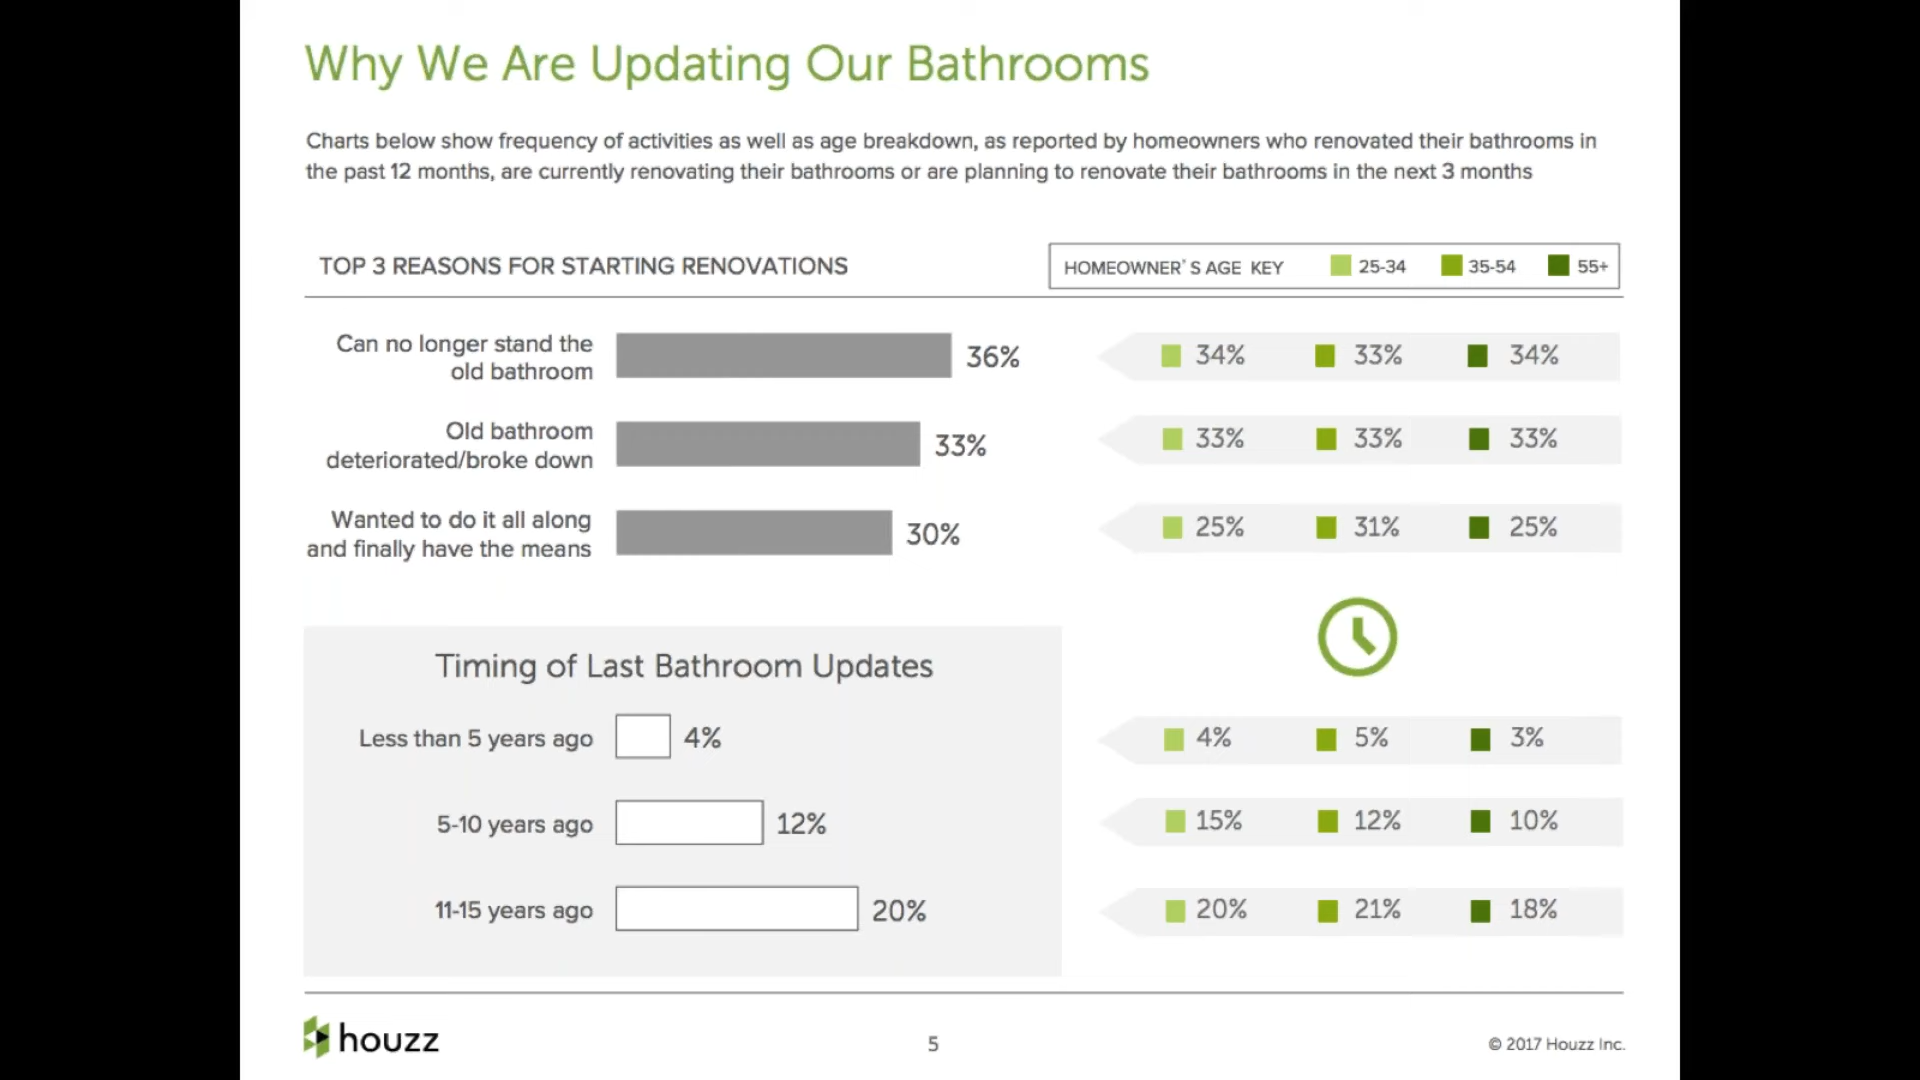 Why We Are Updating Our Bathrooms
Charts below show frequency of activities as well as age breakdown, as reported by homeowners who renovated their bathrooms in
the past 12 months, are currently renovating their bathrooms or are planning to renovate their bathrooms in the next 3 months
TOP 3 REASONS FOR STARTING RENOVATIONS
HOMEOWNER'S AGE KEY 25-34 35-54 55+
Can no longer stand the
old bathroom
36%
34% 33% 34%
Old bathroom
deteriorated/broke down
33%
33% 33% 33%
Wanted to do it all along
and finally have the means
30%
25% 31% 25%
Timing of Last Bathroom Updates
Less than 5 years ago 4%
4% 5% 3%
5-10 years ago 12%
15% 12% 10%
11-15 years ago 20%
20% 21% 18%
houzz
5
© 2017 Houzz Inc.